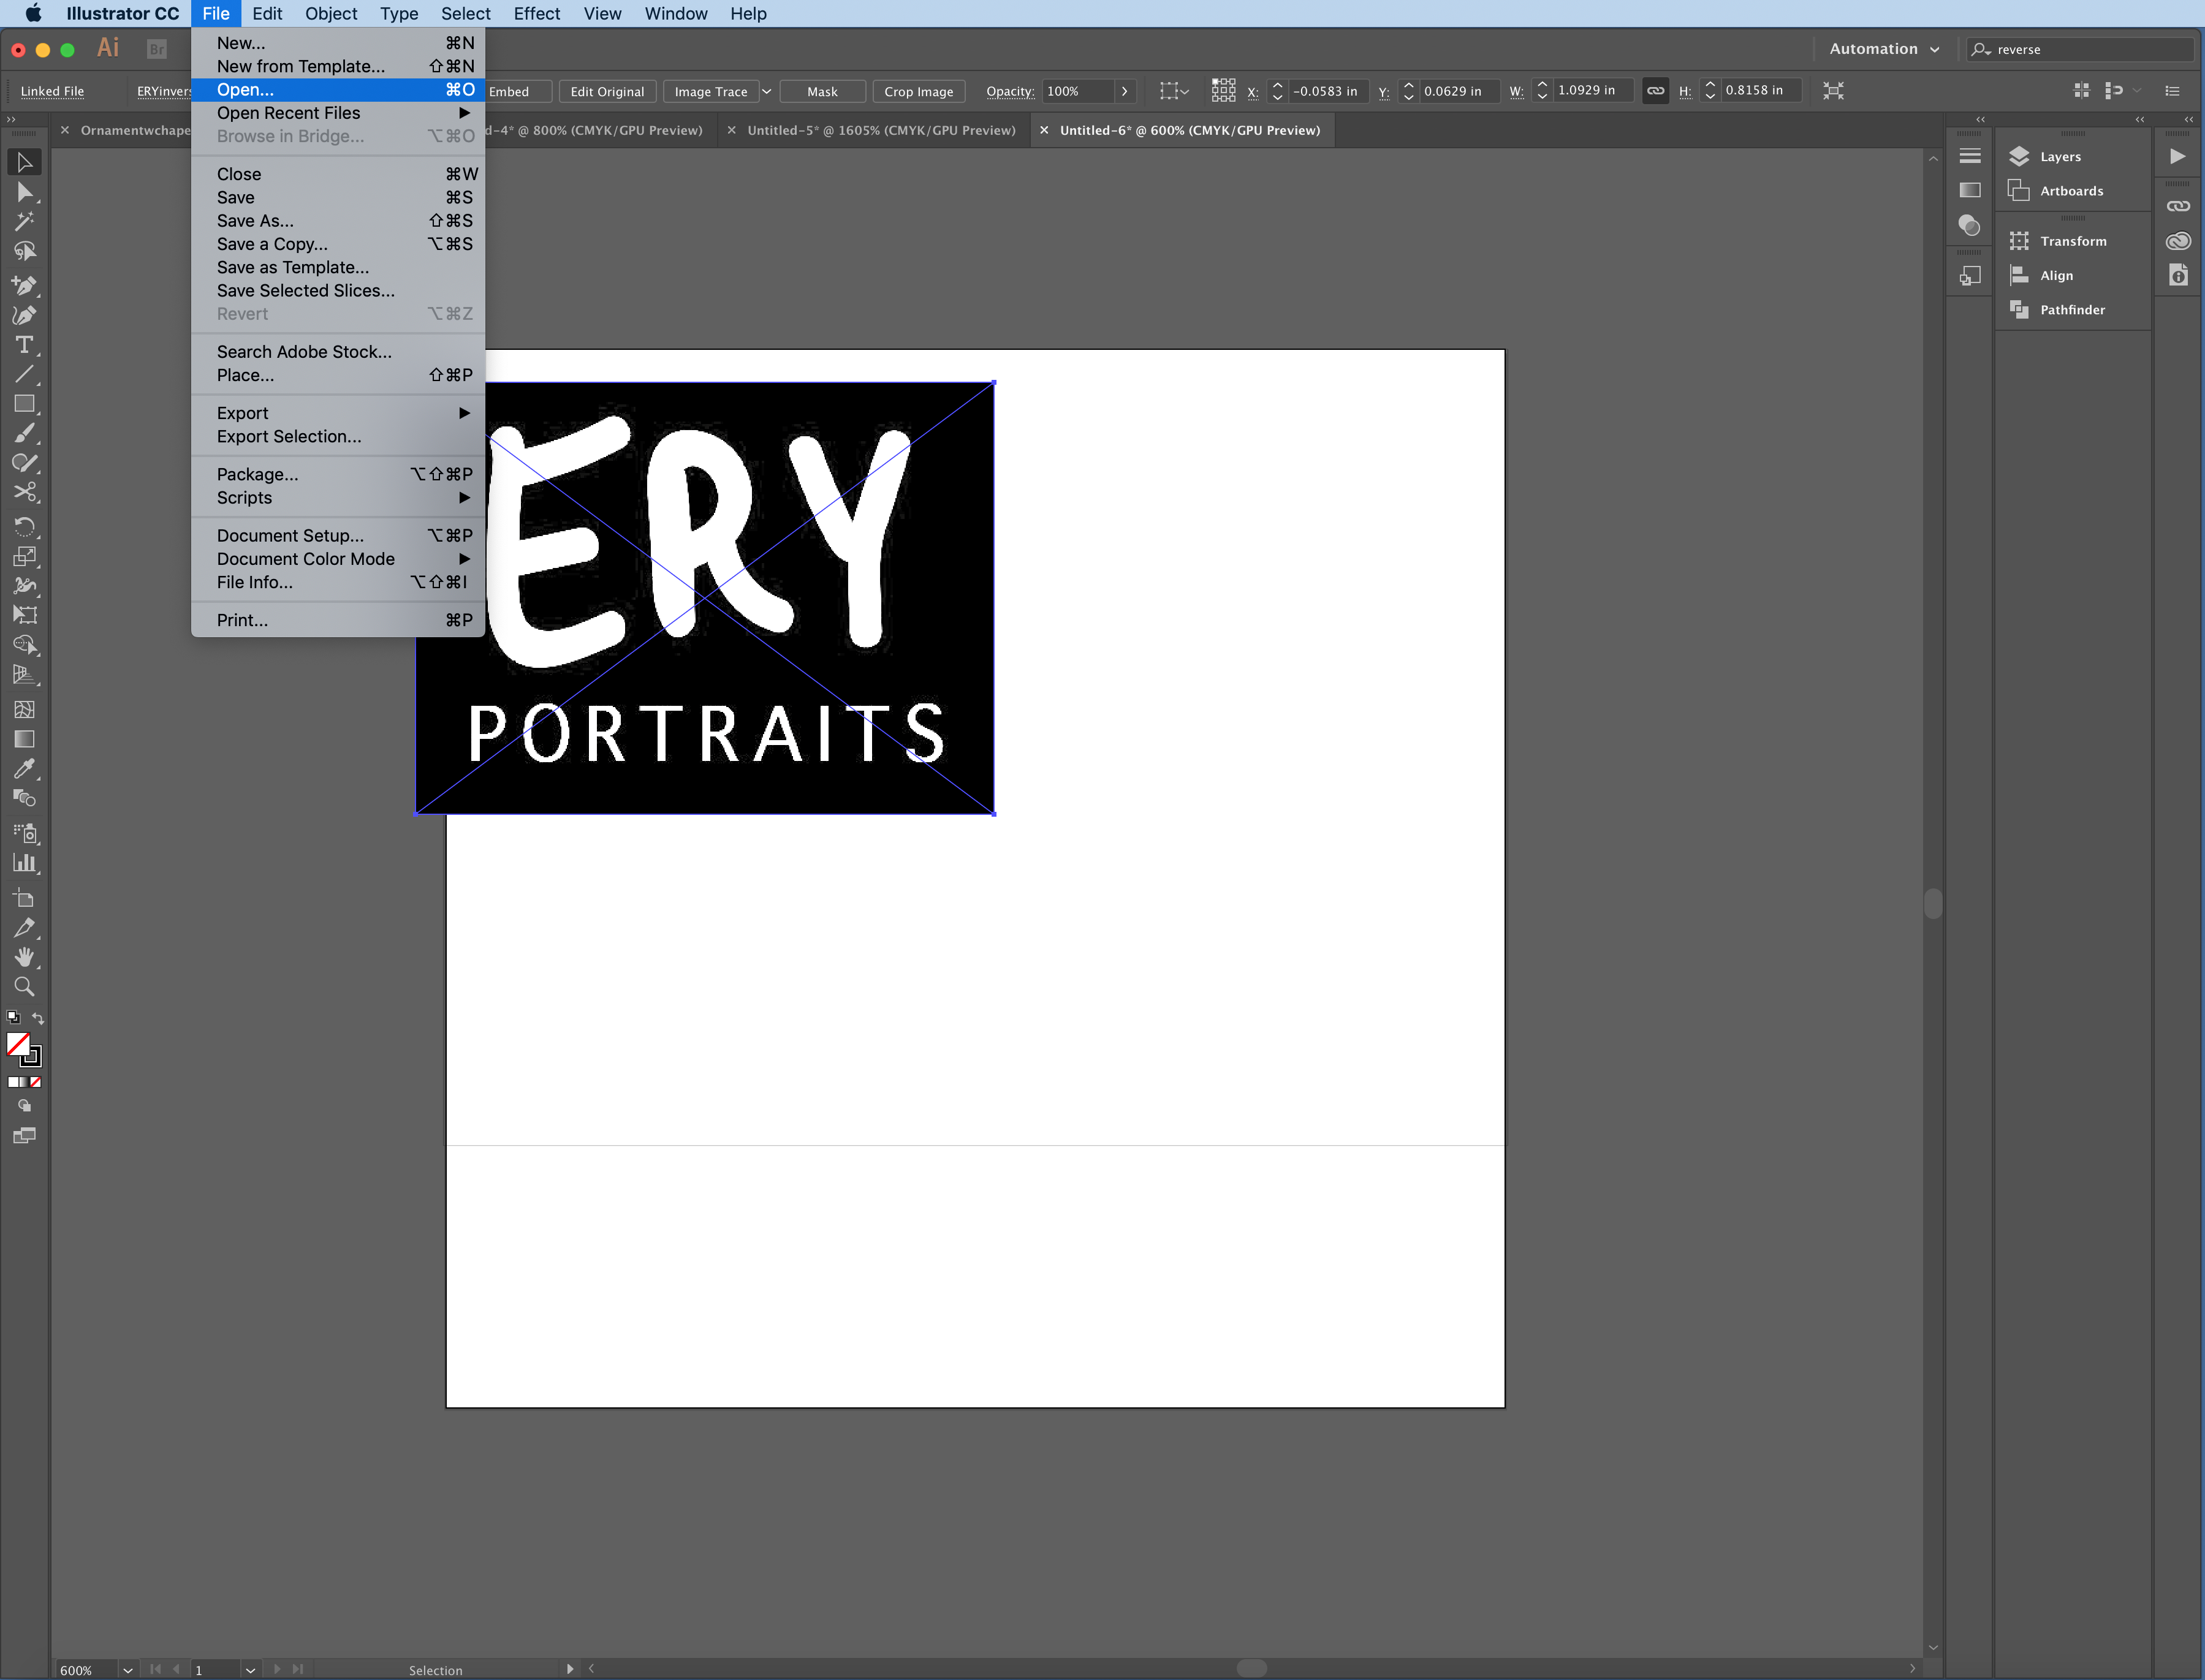 Illustrator CC File Edit Object Type Select Effect View Window Help
Ai Br Automation reverse
Linked File ERYinvers Embed Edit Original Image Trace Mask Crop Image Opacity: 100% X: -0.0583 in Y: 0.0629 in W: 1.0929 in H: 0.8158 in
Ornamentwchape d-4* @ 800% (CMYK/GPU Preview) Untitled-5* @ 1605% (CMYK/GPU Preview) Untitled-6* @ 600% (CMYK/GPU Preview)
New... ⌘N
New from Template... ⇧⌘N
Open... ⌘O
Open Recent Files
Browse in Bridge... ⌥⌘O
Close ⌘W
Save ⌘S
Save As... ⇧⌘S
Save a Copy... ⌥⌘S
Save as Template...
Save Selected Slices...
Revert ⌥⌘Z
Search Adobe Stock...
Place... ⇧⌘P
Export
Export Selection...
Package... ⌥⇧⌘P
Scripts
Document Setup... ⌥⌘P
Document Color Mode
File Info... ⌥⇧⌘I
Print... ⌘P
Layers
Artboards
Transform
Align
Pathfinder
ERY
PORTRAITS
600% 1 Selection